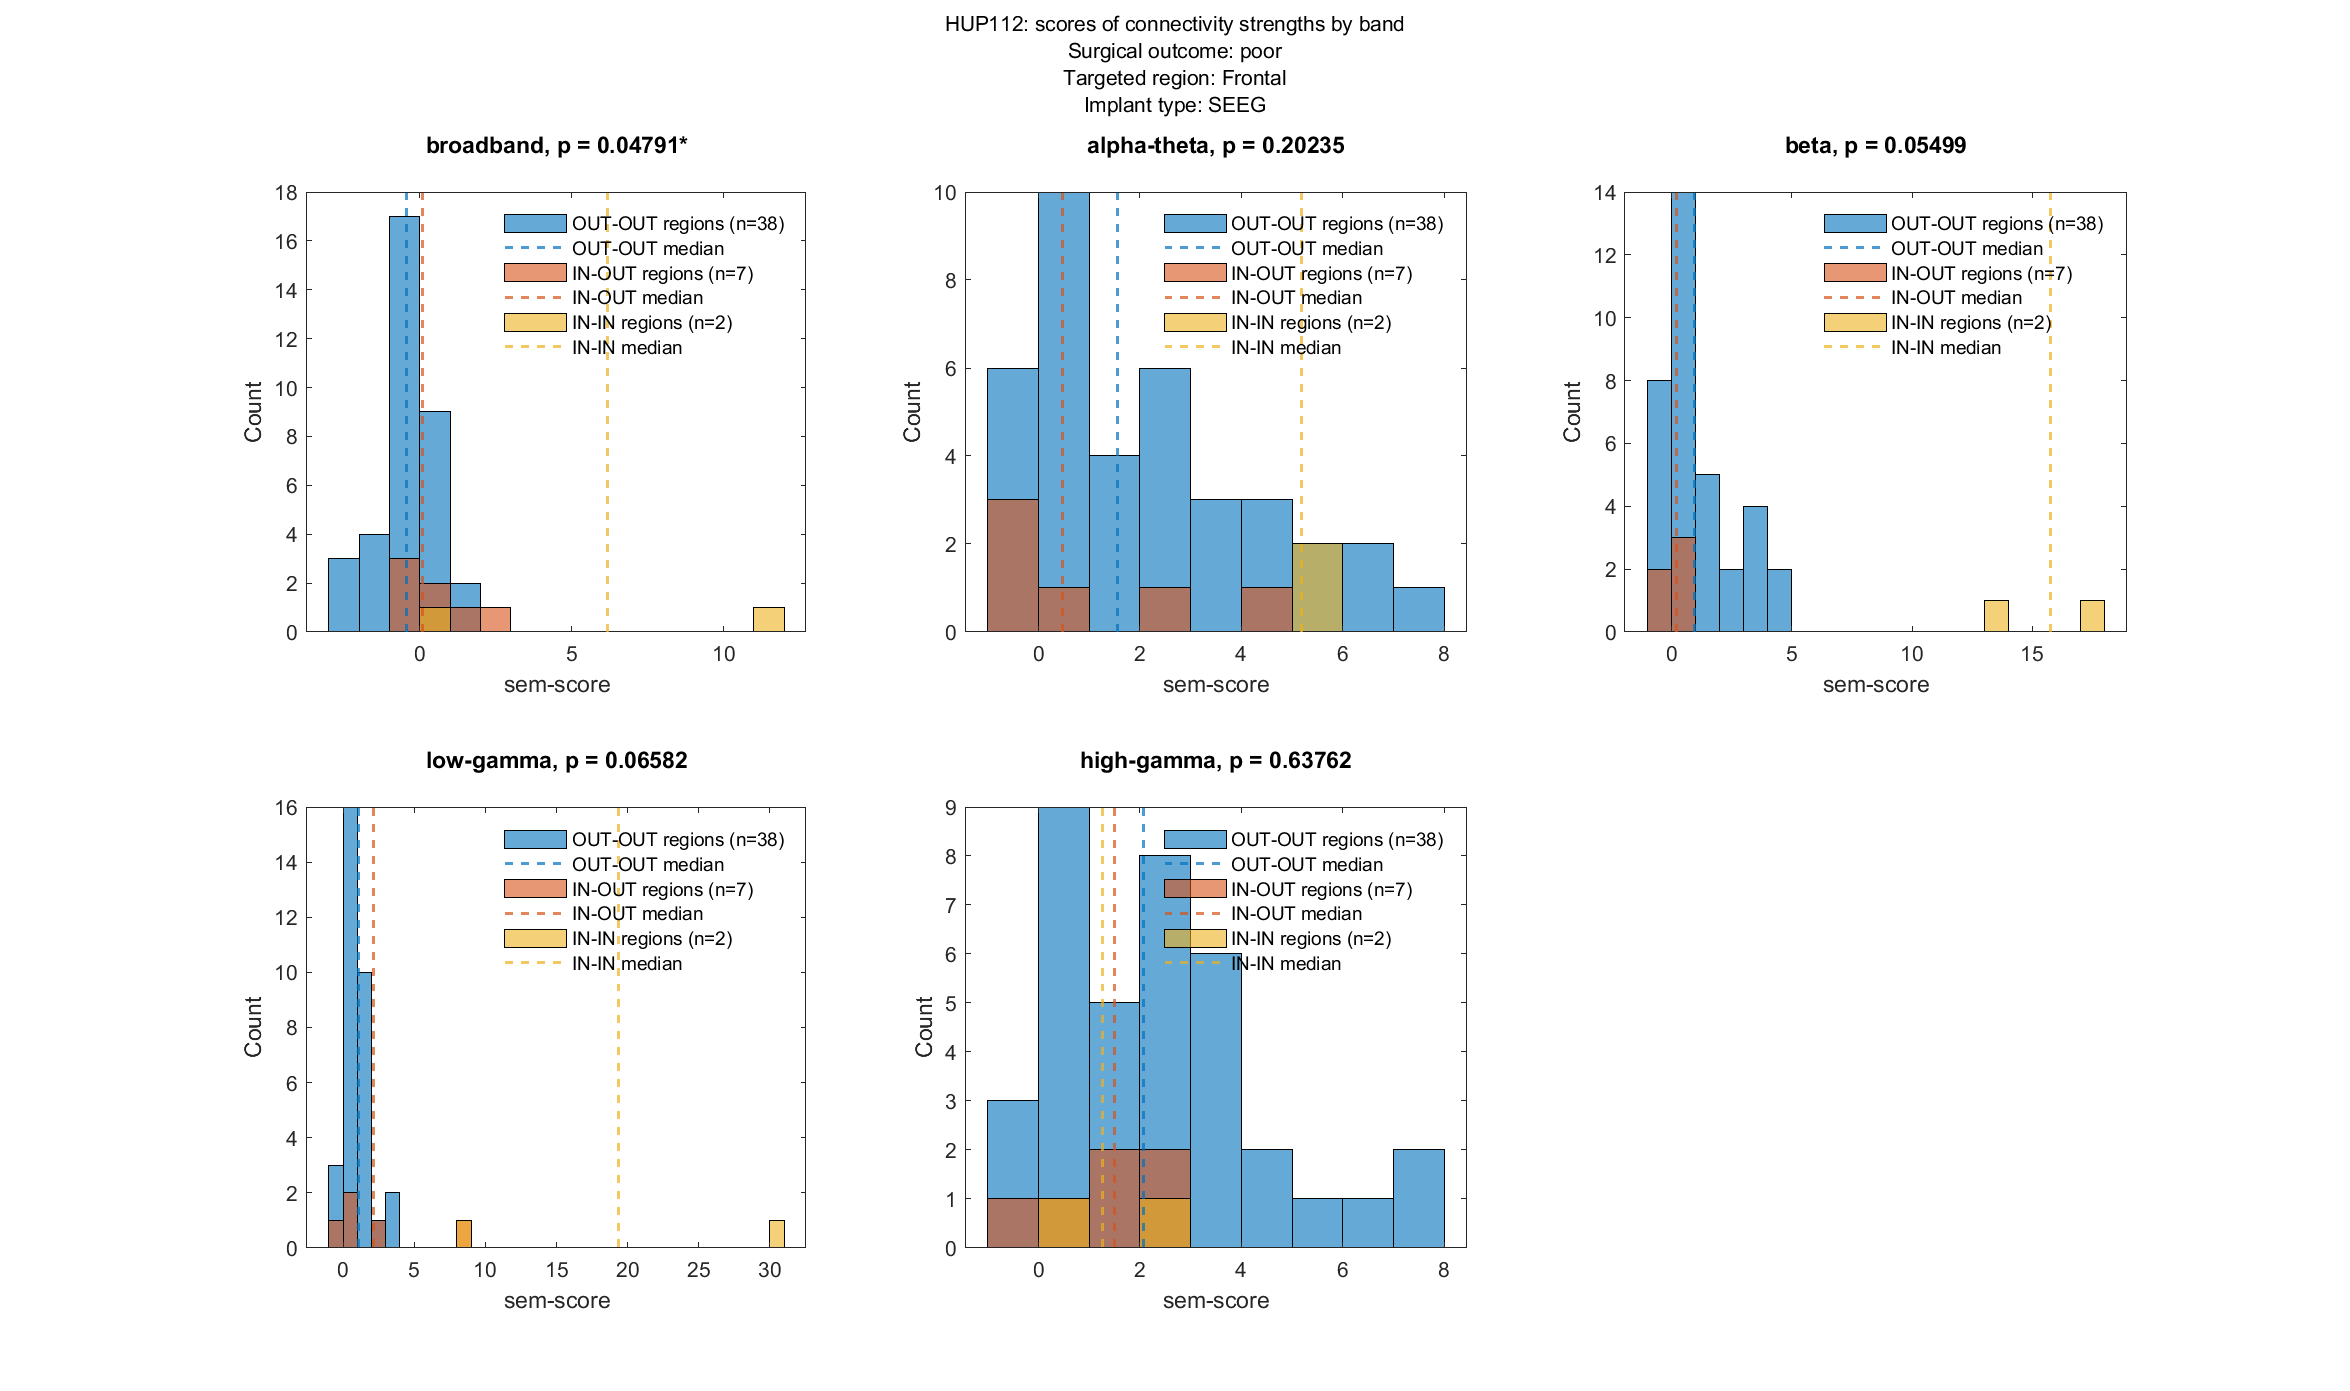 HUP112: scores of connectivity strengths by band
Surgical outcome: poor
Targeted region: Frontal
Implant type: SEEG
broadband, p = 0.04791*
18
16
14
12
10
8
6
4
2
0
Count
0 5 10
sem-score
OUT-OUT regions (n=38)
OUT-OUT median
IN-OUT regions (n=7)
IN-OUT median
IN-IN regions (n=2)
IN-IN median
alpha-theta, p = 0.20235
10
8
6
4
2
0
Count
0 2 4 6 8
sem-score
OUT-OUT regions (n=38)
OUT-OUT median
IN-OUT regions (n=7)
IN-OUT median
IN-IN regions (n=2)
IN-IN median
beta, p = 0.05499
14
12
10
8
6
4
2
0
Count
0 5 10 15
sem-score
OUT-OUT regions (n=38)
OUT-OUT median
IN-OUT regions (n=7)
IN-OUT median
IN-IN regions (n=2)
IN-IN median
low-gamma, p = 0.06582
16
14
12
10
8
6
4
2
0
Count
0 5 10 15 20 25 30
sem-score
OUT-OUT regions (n=38)
OUT-OUT median
IN-OUT regions (n=7)
IN-OUT median
IN-IN regions (n=2)
IN-IN median
high-gamma, p = 0.63762
9
8
7
6
5
4
3
2
1
0
Count
0 2 4 6 8
sem-score
OUT-OUT regions (n=38)
OUT-OUT median
IN-OUT regions (n=7)
IN-OUT median
IN-IN regions (n=2)
IN-IN median